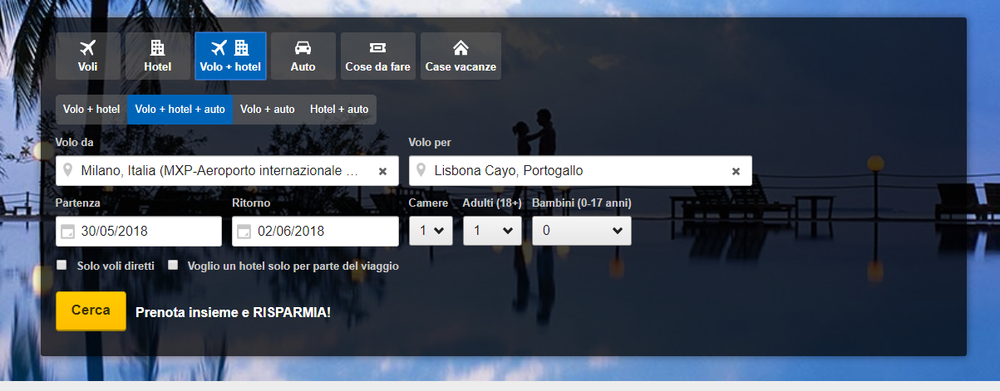 Voli Hotel Volo + hotel Auto Cose da fare Case vacanze
Volo + hotel Volo + hotel + auto Volo + auto Hotel + auto
Volo da Volo per
Milano, Italia (MXP-Aeroporto internazionale ... Lisbona Cayo, Portogallo
Partenza Ritorno Camere Adulti (18+) Bambini (0-17 anni)
30/05/2018 02/06/2018 1 1 0
Solo voli diretti Voglio un hotel solo per parte del viaggio
Cerca Prenota insieme e RISPARMIA!